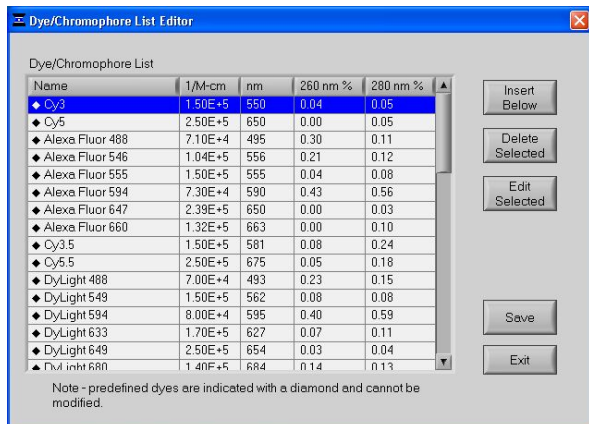 Dye/Chromophore List Editor
Dye/Chromophore List
Name 1/M-cm nm 260 nm % 280 nm %
◆ Cy3 1.50E+5 550 0.04 0.05
◆ Cy5 2.50E+5 650 0.00 0.05
◆ Alexa Fluor 488 7.10E+4 495 0.30 0.11
◆ Alexa Fluor 546 1.04E+5 556 0.21 0.12
◆ Alexa Fluor 555 1.50E+5 555 0.04 0.08
◆ Alexa Fluor 594 7.30E+4 590 0.43 0.56
◆ Alexa Fluor 647 2.39E+5 650 0.00 0.03
◆ Alexa Fluor 660 1.32E+5 663 0.00 0.10
◆ Cy3.5 1.50E+5 581 0.08 0.24
◆ Cy5.5 2.50E+5 675 0.05 0.18
◆ DyLight 488 7.00E+4 493 0.23 0.15
◆ DyLight 549 1.50E+5 562 0.08 0.08
◆ DyLight 594 8.00E+4 595 0.40 0.59
◆ DyLight 633 1.70E+5 627 0.07 0.11
◆ DyLight 649 2.50E+5 654 0.03 0.04
◆ DyLight 680 1.40E+5 684 0.14 0.13
Note - predefined dyes are indicated with a diamond and cannot be
modified.
Insert
Below
Delete
Selected
Edit
Selected
Save
Exit